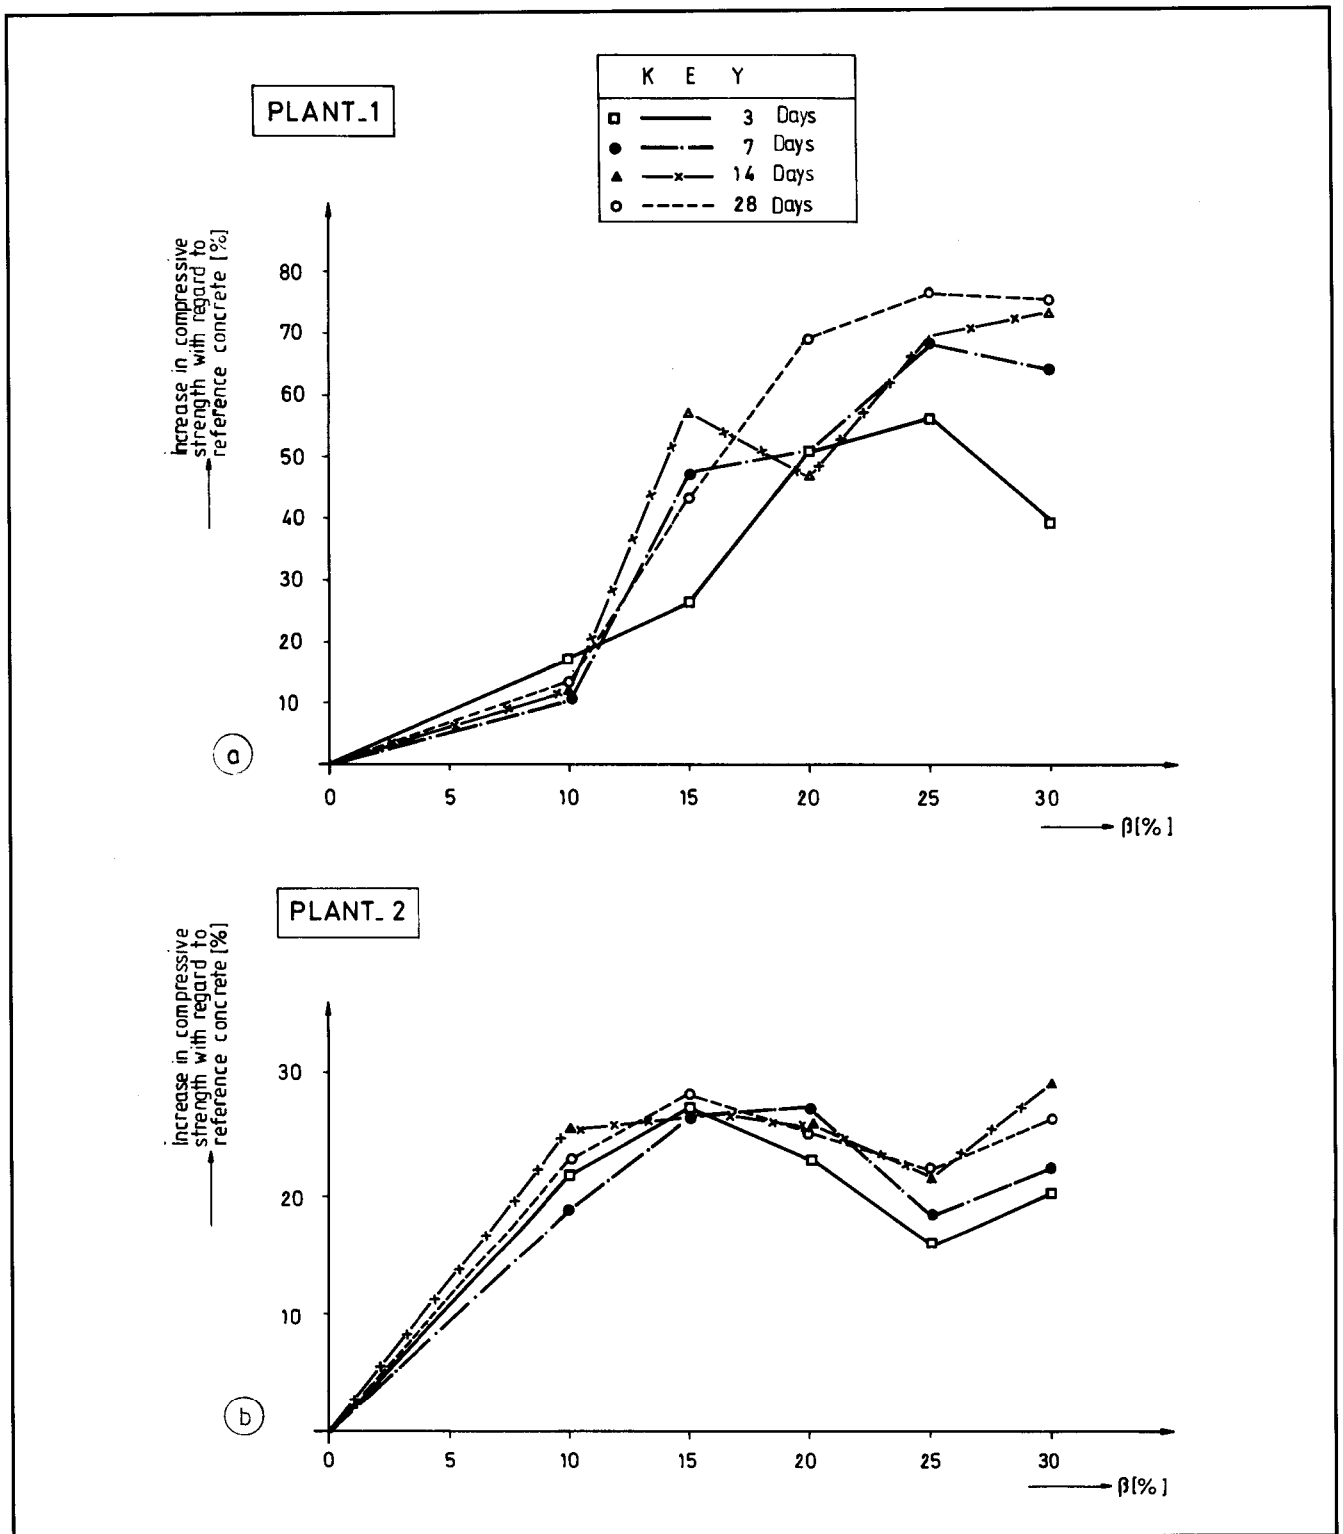 PLANT_1
K E Y
3 Days
7 Days
14 Days
28 Days
increase in compressive
strength with regard to
reference concrete [%]
80
70
60
50
40
30
20
10
a
0 5 10 15 20 25 30
β[%]
PLANT_2
increase in compressive
strength with regard to
reference concrete [%]
30
20
10
b
0 5 10 15 20 25 30
β[%]